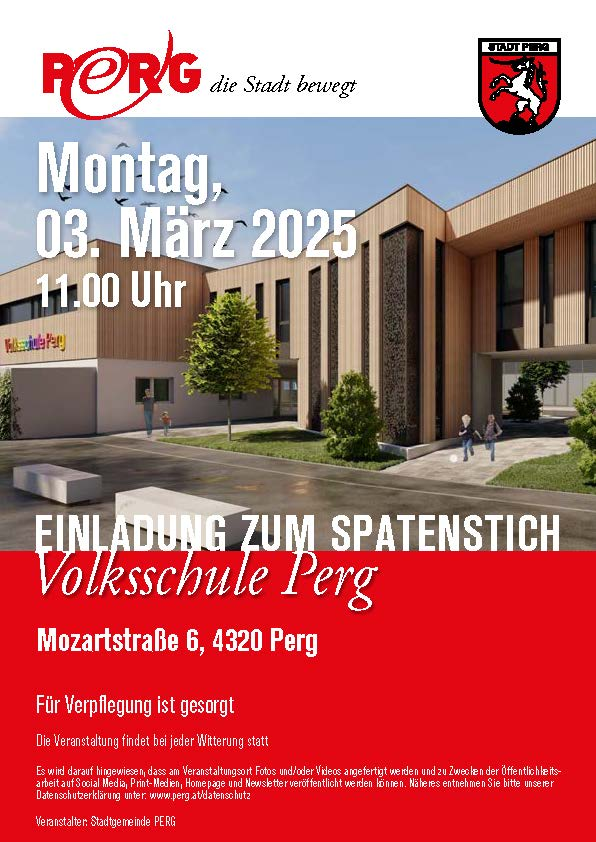 PERG die Stadt bewegt
STADT PERG
Montag,
03. März 2025
11.00 Uhr
Volksschule Perg
EINLADUNG ZUM SPATENSTICH
Volksschule Perg
Mozartstraße 6, 4320 Perg
Für Verpflegung ist gesorgt
Die Veranstaltung findet bei jeder Witterung statt
Es wird darauf hingewiesen, dass am Veranstaltungsort Fotos und/oder Videos angefertigt werden und zu Zwecken der Öffentlichkeits-
arbeit auf Social Media, Print-Medien, Homepage und Newsletter veröffentlicht werden können. Näheres entnehmen Sie bitte unserer
Datenschutzerklärung unter: www.perg.at/datenschutz
Veranstalter: Stadtgemeinde PERG